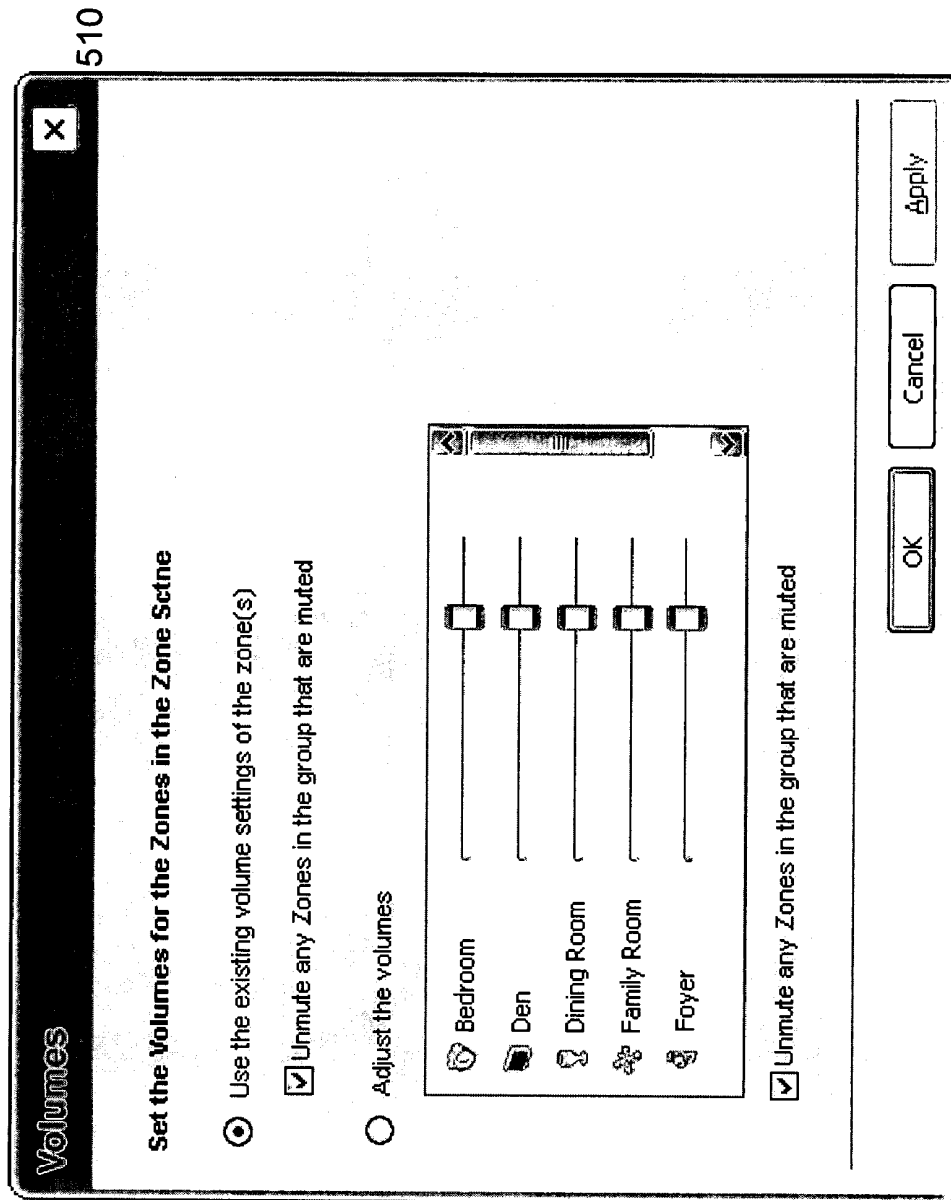 510
Volumes
Set the Volumes for the Zones in the Zone Sctne
Use the existing volume settings of the zone(s)
Unmute any Zones in the group that are muted
Adjust the volumes
Bedroom
Den
Dining Room
Family Room
Foyer
Unmute any Zones in the group that are muted
OK Cancel Apply